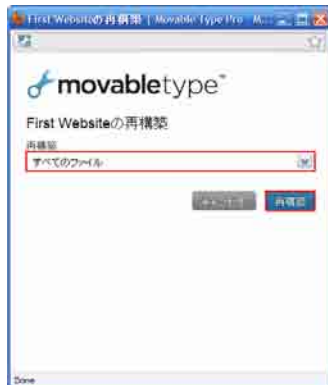 First Websiteの再構築 | Movable Type Pro - M...
movabletype™
First Websiteの再構築
再構築
すべてのファイル
キャンセル
再構築
Done